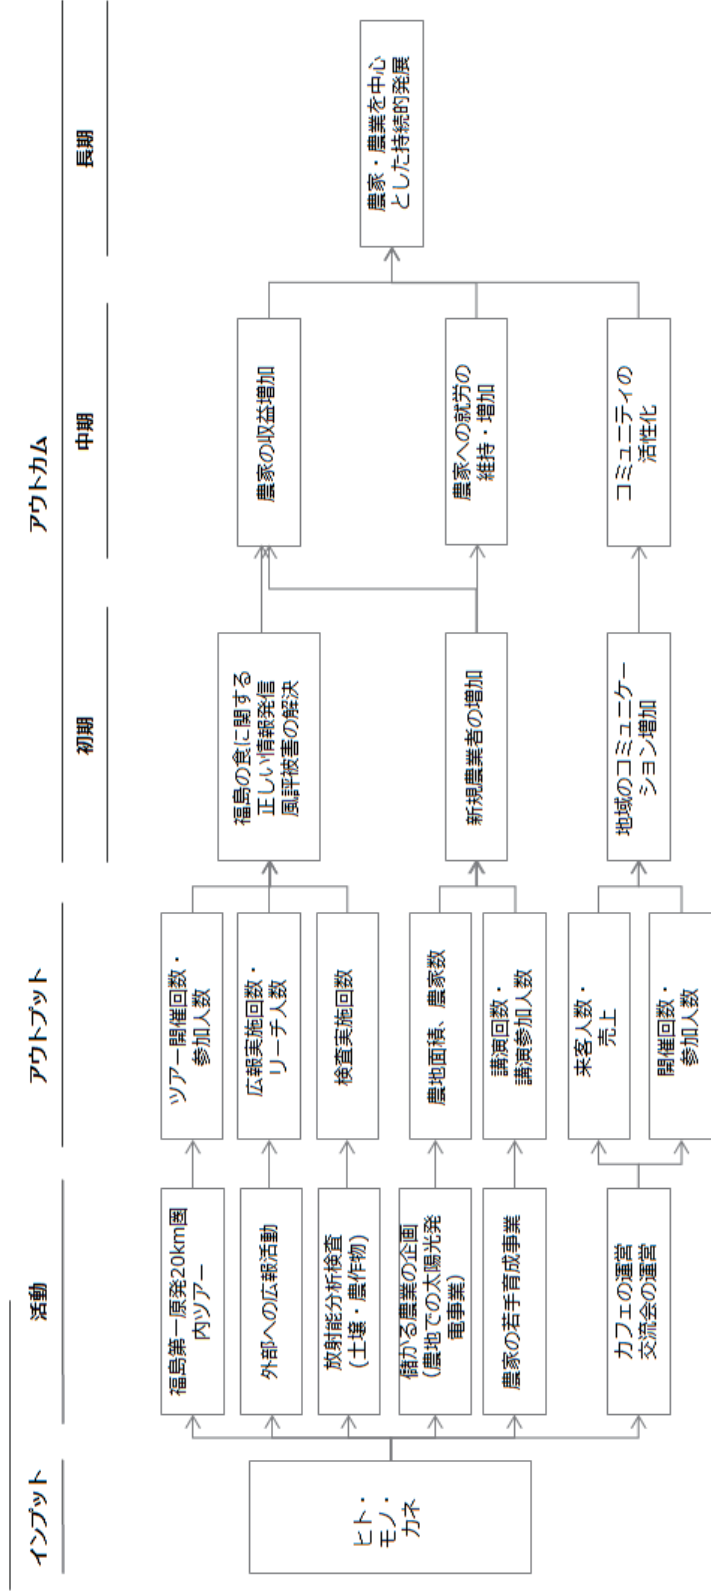 インプット
活動
アウトプット
アウトカム
初期
中期
長期
ヒト・
モノ・
カネ
福島第一原発20km圏
内ツアー
外部への広報活動
放射能分析検査
(土壌・農作物)
儲かる農業の企画
(農地での太陽光発
電事業)
農家の若手育成事業
カフェの運営
交流会の運営
ツアー開催回数・
参加人数
広報実施回数・
リーチ人数
検査実施回数
農地面積、農家数
講演回数・
講演参加人数
来客人数・
売上
開催回数・
参加人数
福島の食に関する
正しい情報発信
風評被害の解決
新規農業者の増加
地域のコミュニケー
ション増加
農家の収益増加
農家への就労の
維持・増加
コミュニティの
活性化
農家・農業を中心
とした持続的発展